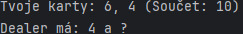 Tvoje karty: 6, 4 (Součet: 10)
Dealer má: 4 a ?